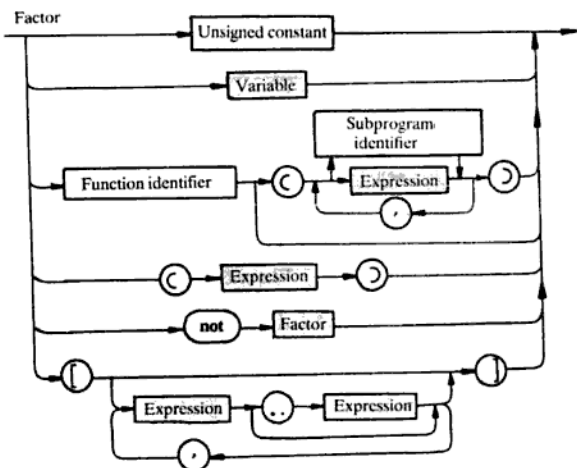 Factor
Unsigned constant
Variable
Subprogram
identifier
Function identifier ( Expression )
,
( Expression )
not Factor
[ ]
Expression .. Expression
,